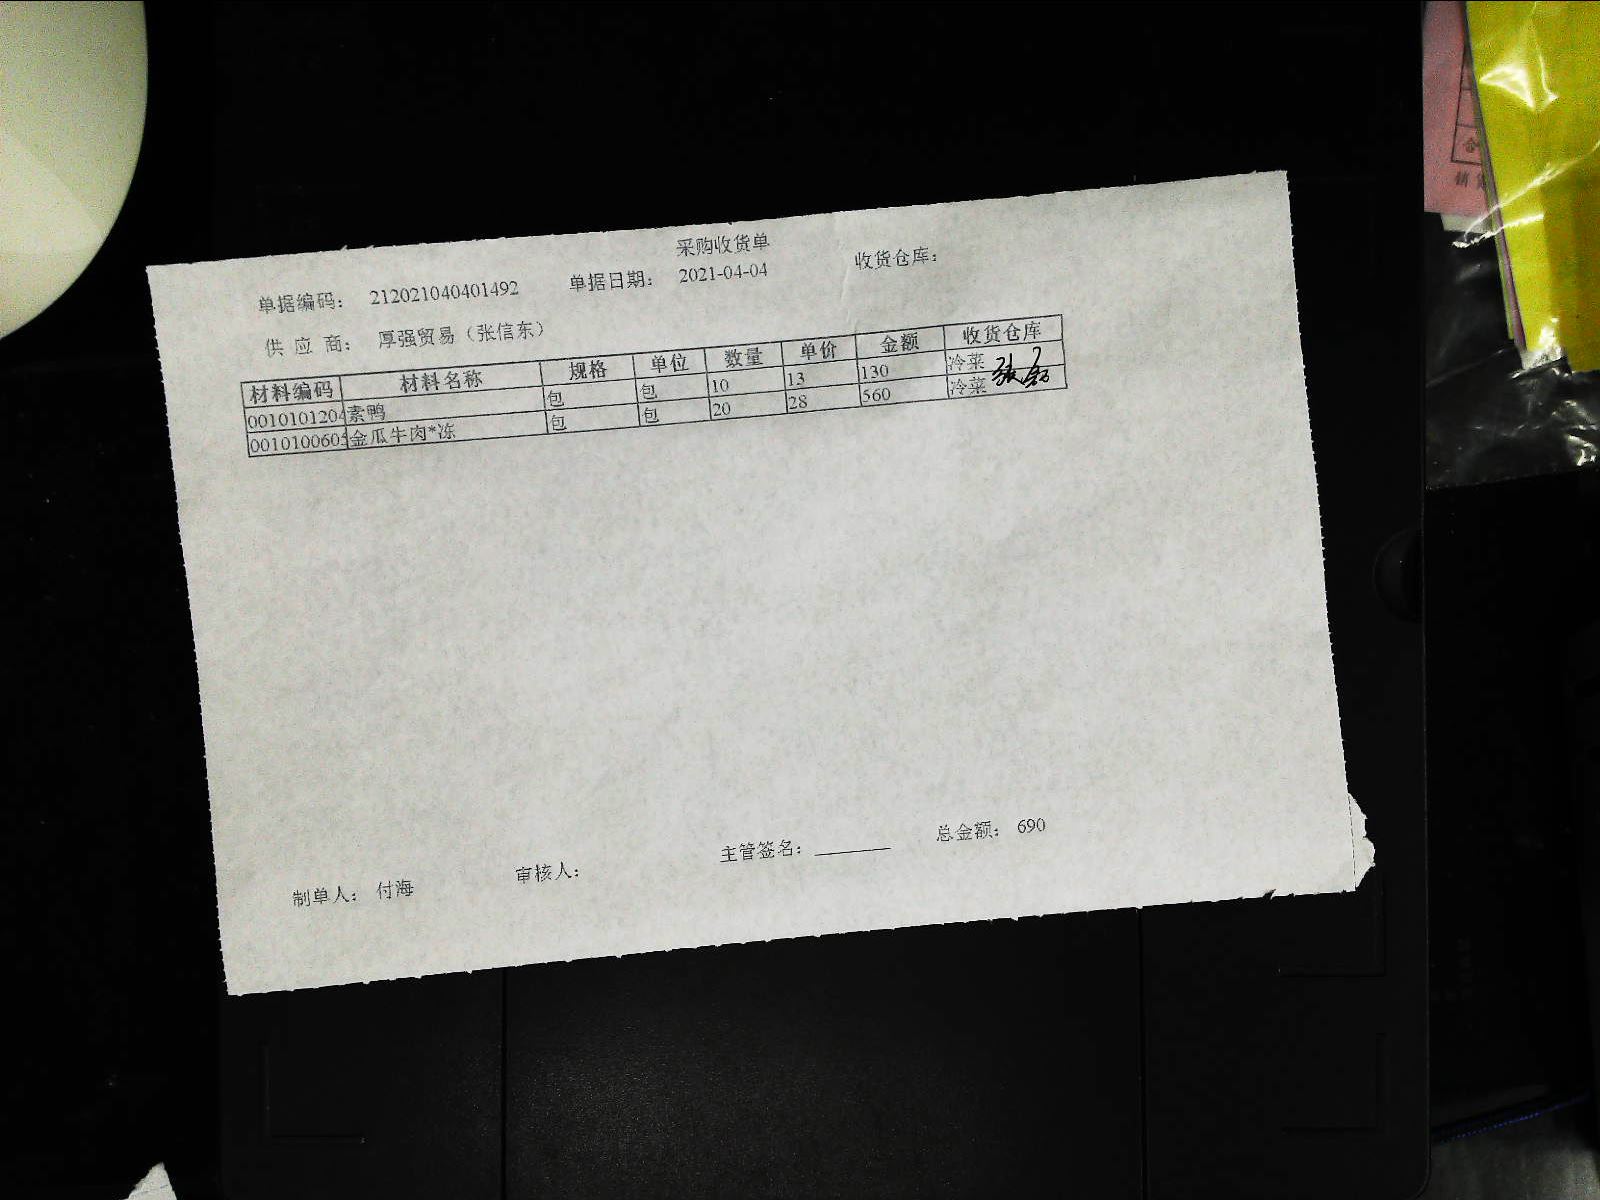 采购收货单
单据编码： 212021040401492 单据日期： 2021-04-04 收货仓库：
供 应 商： 厚强贸易（张信东）
材料编码 材料名称 规格 单位 数量 单价 金额 收货仓库
0010101204 素鸭 包 包 10 13 130 冷菜
001010060 金瓜牛肉*冻 包 包 20 28 560 冷菜
制单人： 付海 审核人： 主管签名： 总金额： 690
销货